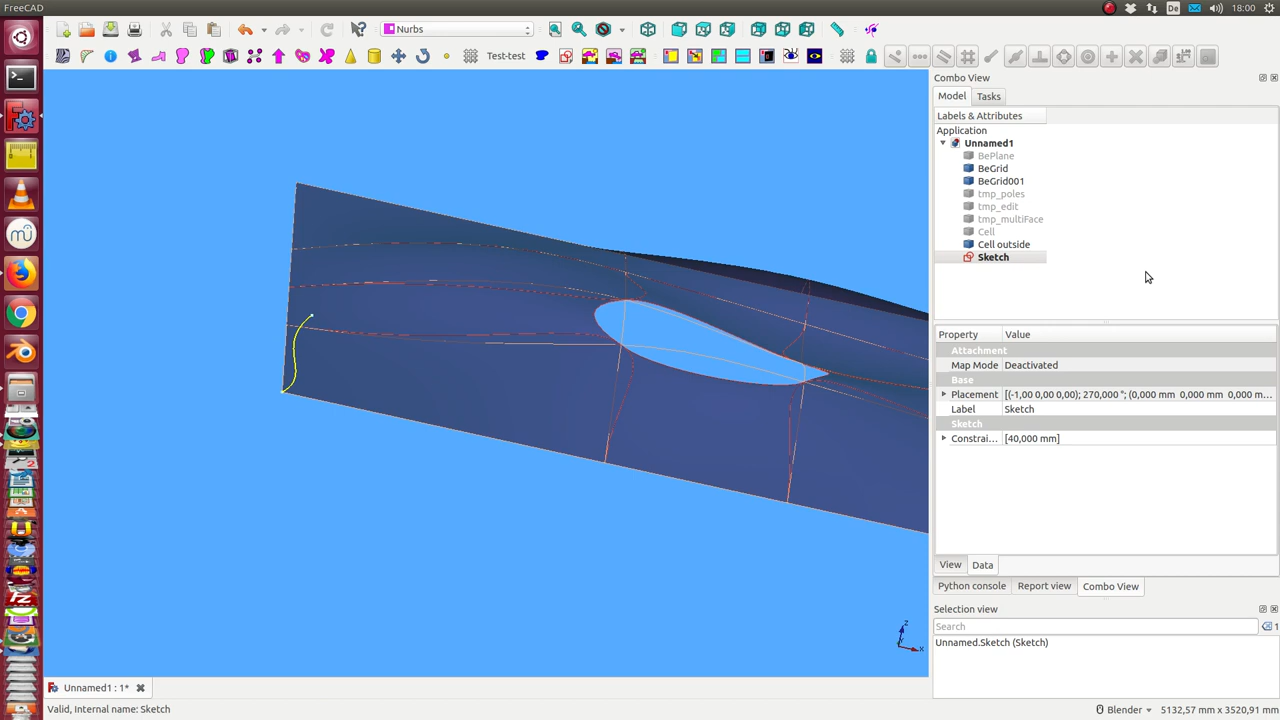 FreeCAD
De
18:00
Nurbs
Test-test
Combo View
Model
Tasks
Labels & Attributes
Application
Unnamed1
BePlane
BeGrid
BeGrid001
tmp_poles
tmp_edit
tmp_multiFace
Cell
Cell outside
Sketch
Property
Value
Attachment
Map Mode
Deactivated
Base
Placement
[(-1,00 0,00 0,00); 270,000 °; (0,000 mm 0,000 mm 0,000 m...
Label
Sketch
Sketch
Constrai...
[40,000 mm]
View
Data
Python console
Report view
Combo View
Selection view
Search
1
Unnamed.Sketch (Sketch)
z
x
Unnamed1 : 1*
Valid, Internal name: Sketch
Blender
5132,57 mm x 3520,91 mm